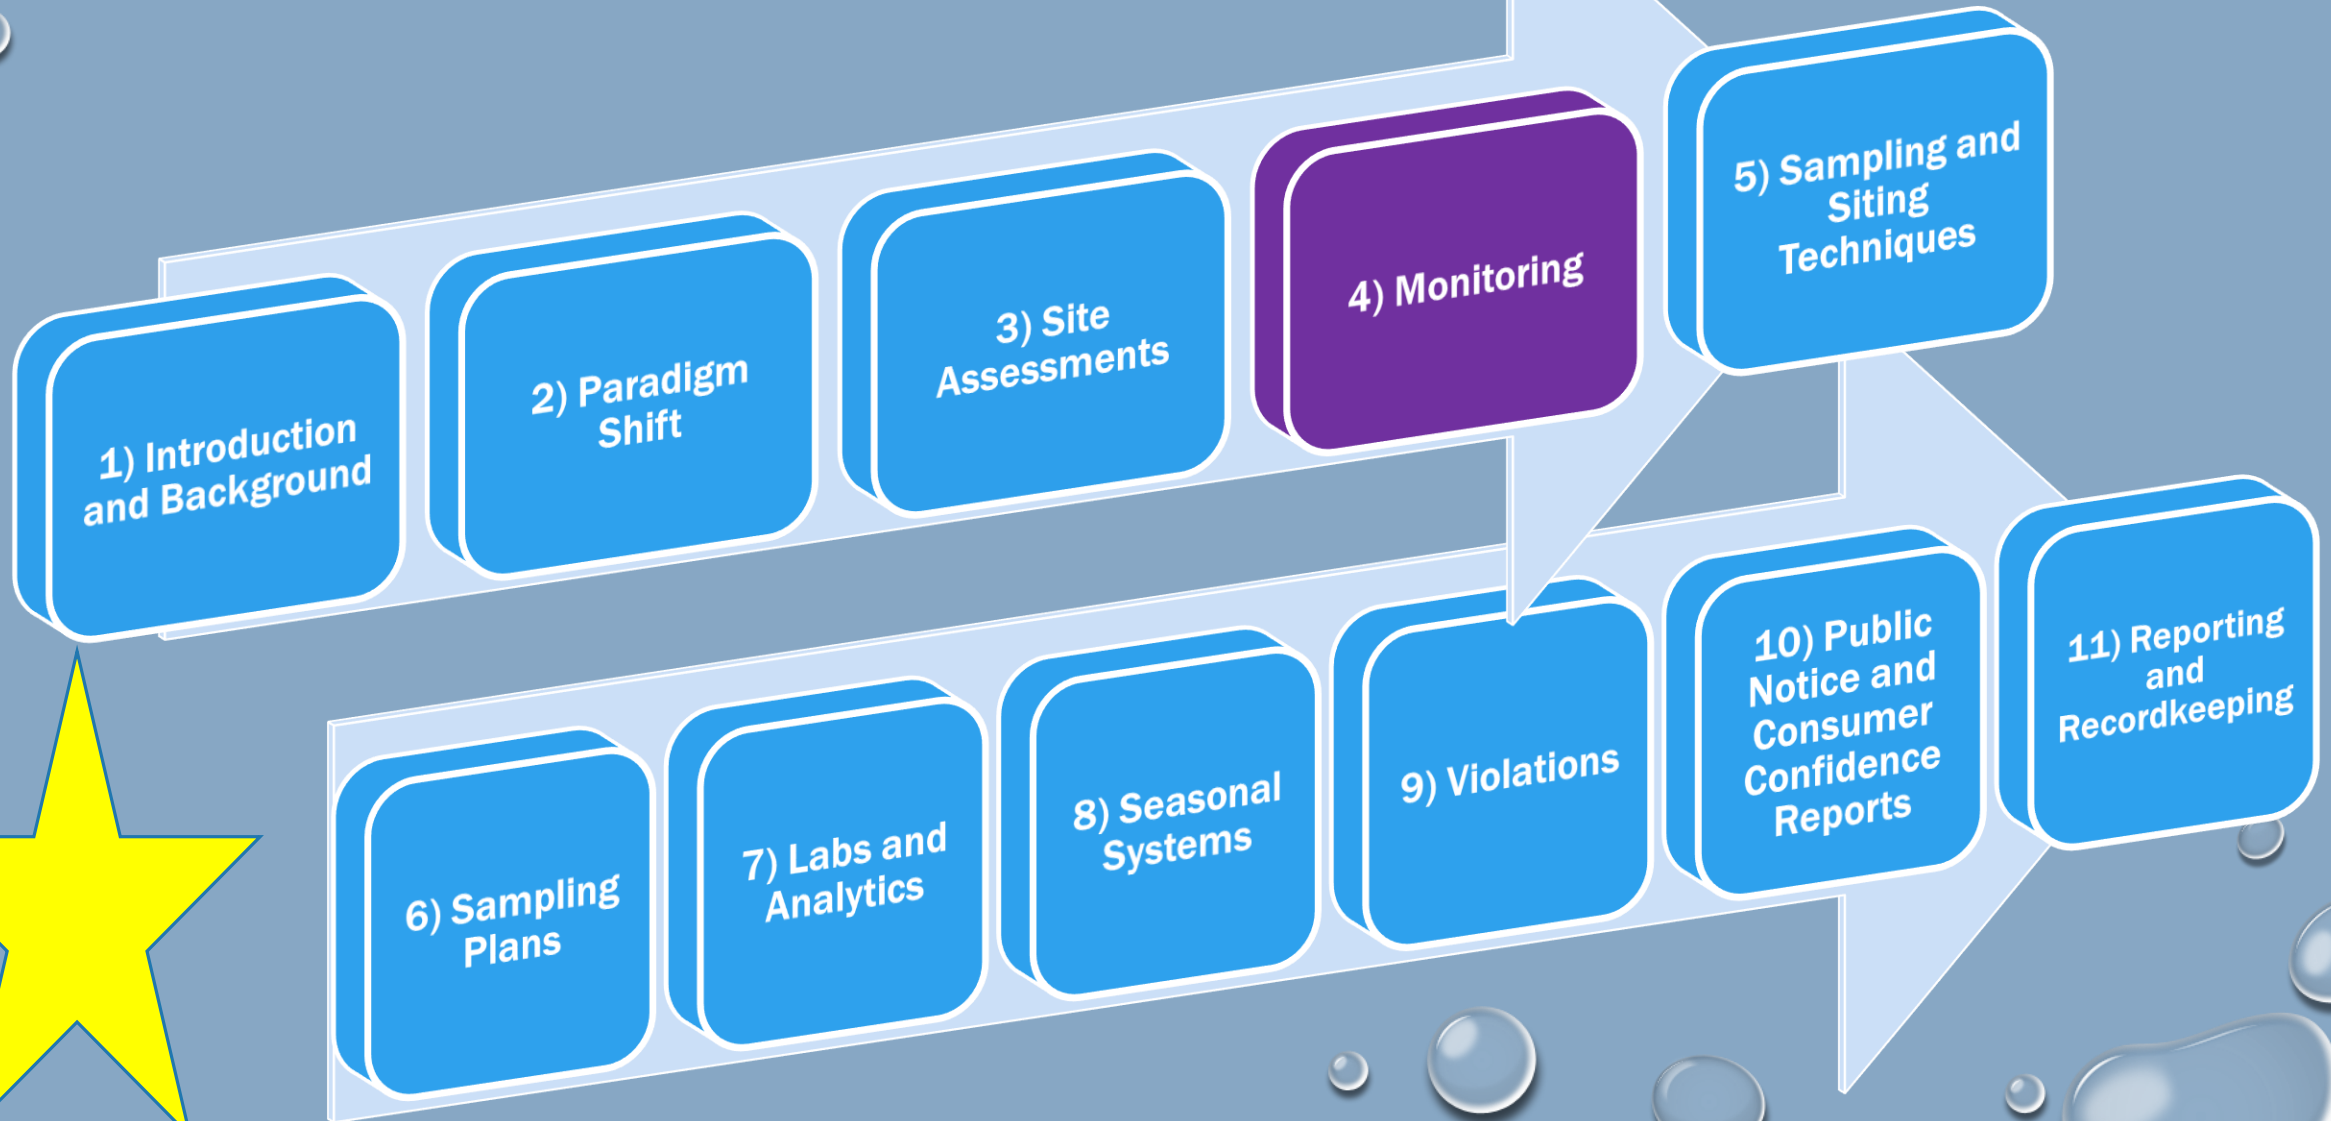 1) Introduction
and Background
2) Paradigm
Shift
3) Site
Assessments
4) Monitoring
5) Sampling and
Siting
Techniques
6) Sampling
Plans
7) Labs and
Analytics
8) Seasonal
Systems
9) Violations
10) Public
Notice and
Consumer
Confidence
Reports
11) Reporting
and
Recordkeeping